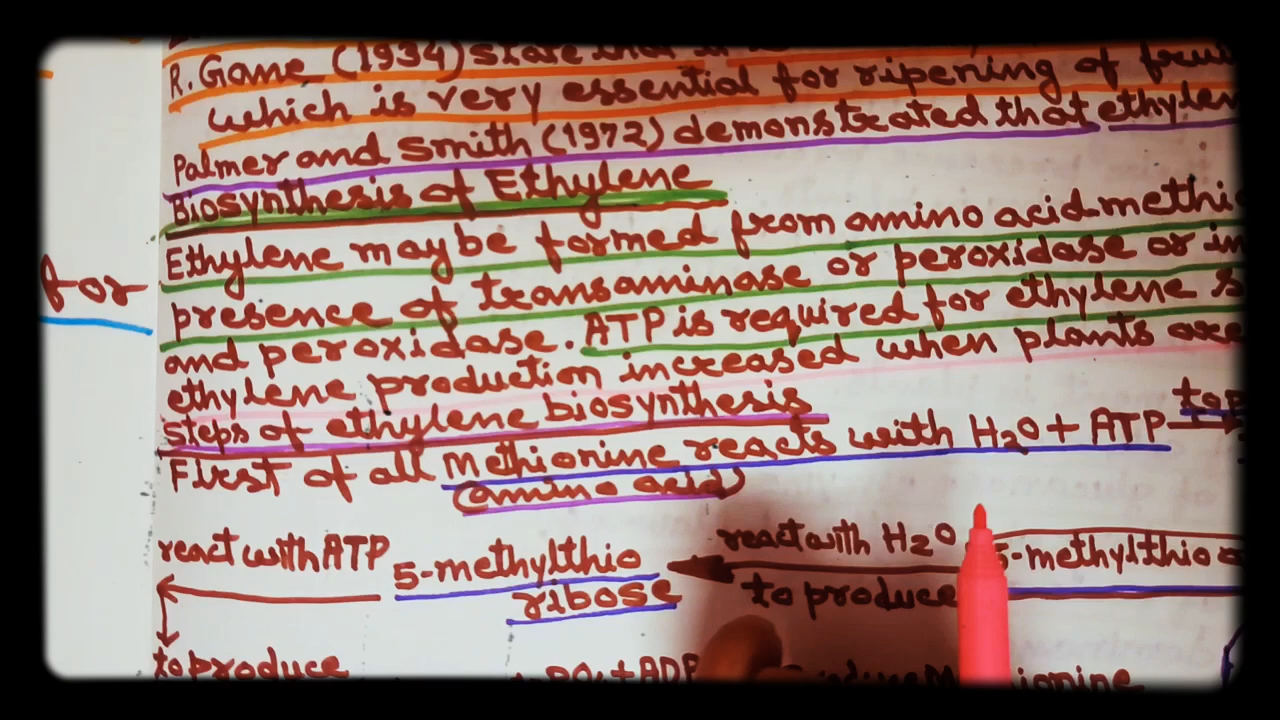 R. Gane (1934) state that
which is very essential for ripening of
Palmer and Smith (1972) demonstrated that
Biosynthesis of Ethylene
Ethylene may be formed from amino acid
for
presence of transaminase or peroxidase or in
and peroxidase. ATP is required for ethylene
ethylene production increased when plants are
steps of ethylene biosynthesis
First of all Methionine reacts with H2O + ATP
(amino acid)
react with ATP 5-methylthio react with H2O 5-methylthio
ribose to produce
to produce